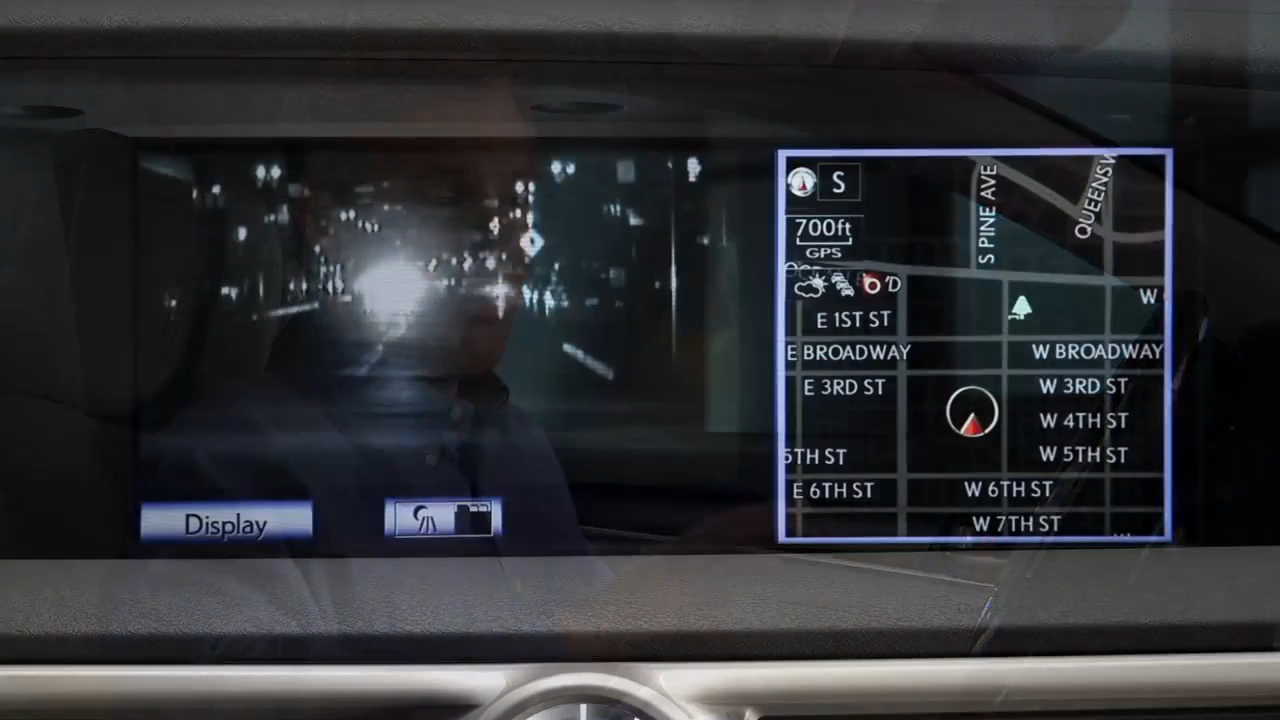 S
S PINE AVE
QUEENSW
700ft
GPS
W
E 1ST ST
E BROADWAY
W BROADWAY
E 3RD ST
W 3RD ST
W 4TH ST
5TH ST
W 5TH ST
E 6TH ST
W 6TH ST
W 7TH ST
Display